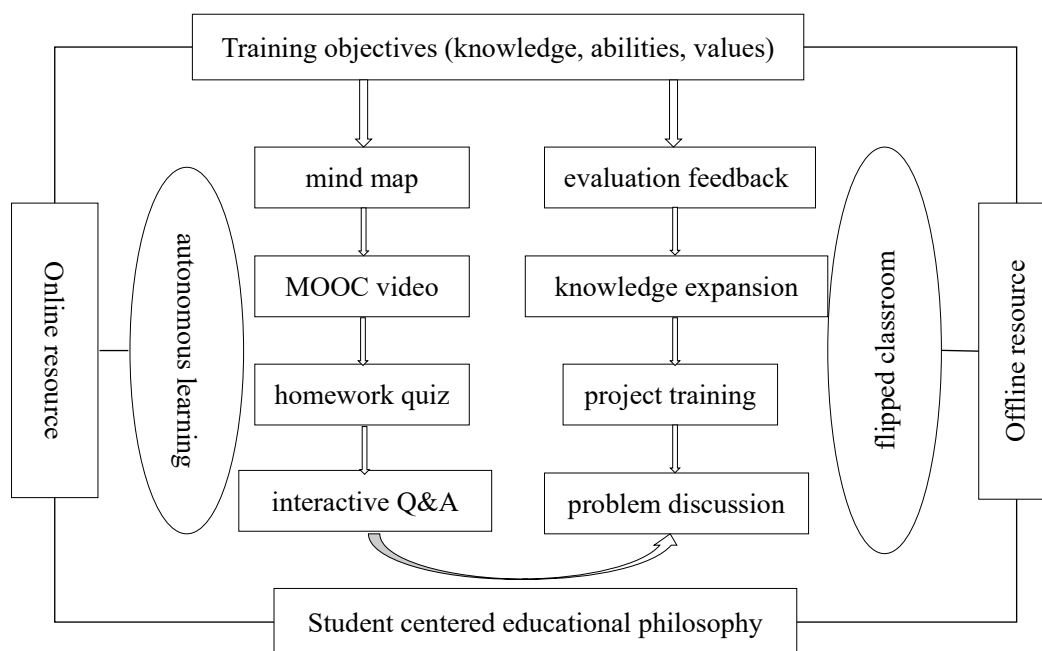 Training objectives (knowledge, abilities, values)
mind map
evaluation feedback
Online resource
autonomous learning
MOOC video
knowledge expansion
flipped classroom
Offline resource
homework quiz
project training
interactive Q&A
problem discussion
Student centered educational philosophy